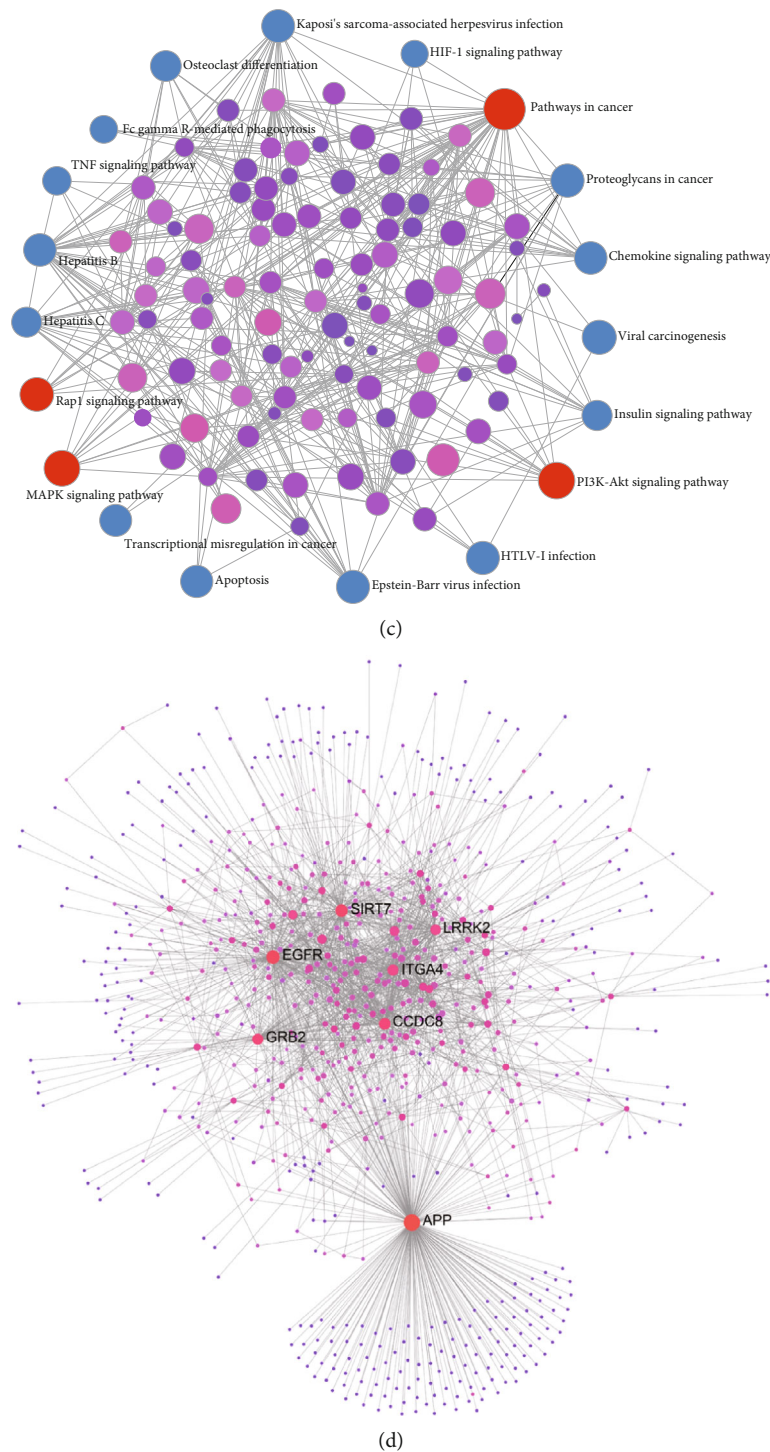 Kaposi's sarcoma-associated herpesvirus infection
HIF-1 signaling pathway
Osteoclast differentiation
Pathways in cancer
Fc gamma R-mediated phagocytosis
TNF signaling pathway
Proteoglycans in cancer
Hepatitis B
Chemokine signaling pathway
Hepatitis C
Viral carcinogenesis
Rap1 signaling pathway
Insulin signaling pathway
PI3K-Akt signaling pathway
MAPK signaling pathway
Transcriptional misregulation in cancer
HTLV-I infection
Apoptosis
Epstein-Barr virus infection
(c)
SIRT7
LRRK2
EGFR
ITGA4
CCDC8
GRB2
APP
(d)